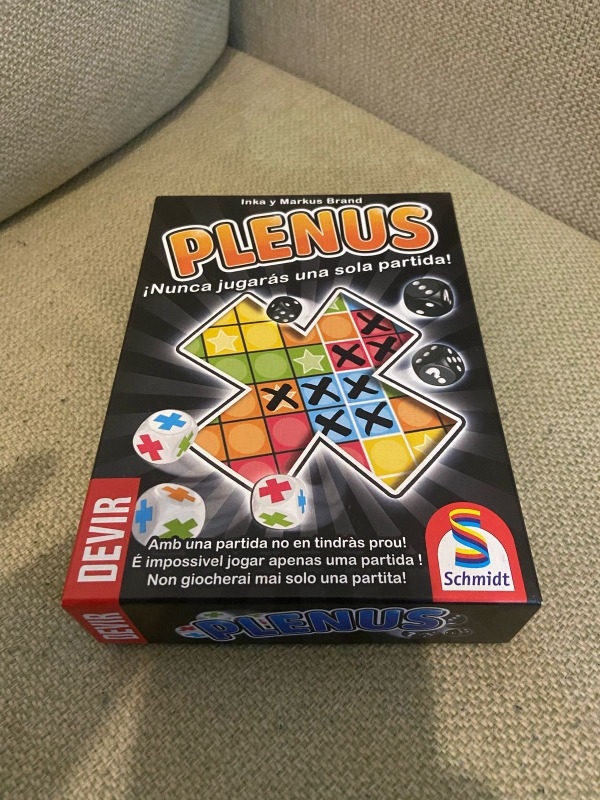 Inka y Markus Brand
PLENUS
¡Nunca jugarás una sola partida!
?
DEVIR
Amb una partida no en tindràs prou!
É impossivel jogar apenas uma partida !
Non giocherai mai solo una partita!
Schmidt
DEVIR
PLENUS